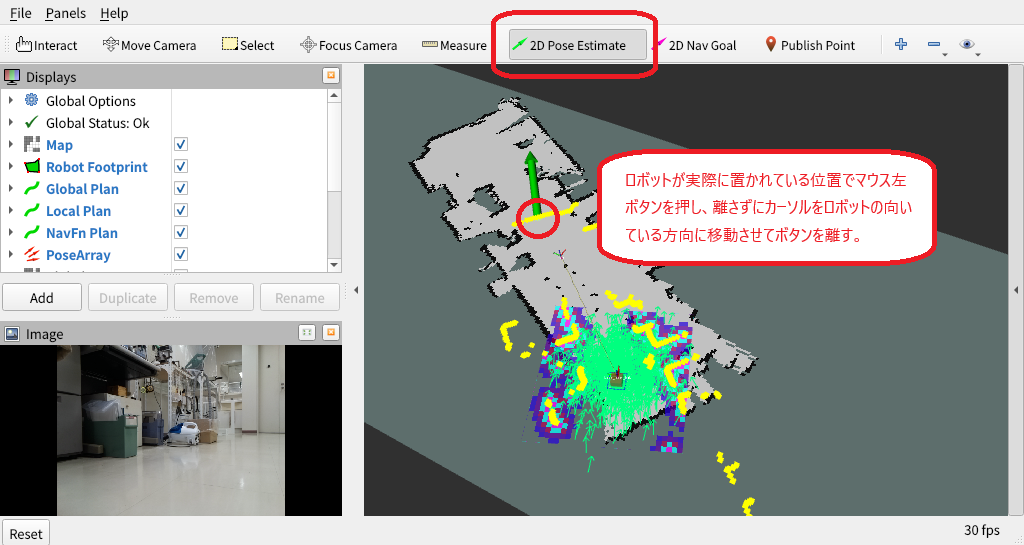 File Panels Help
Interact Move Camera Select Focus Camera Measure 2D Pose Estimate 2D Nav Goal Publish Point
Displays
Global Options
Global Status: Ok
Map
Robot Footprint
Global Plan
Local Plan
NavFn Plan
PoseArray
Add Duplicate Remove Rename
Image
ロボットが実際に置かれている位置でマウス左
ボタンを押し、離さずにカーソルをロボットの向い
ている方向に移動させてボタンを離す。
Reset
30 fps